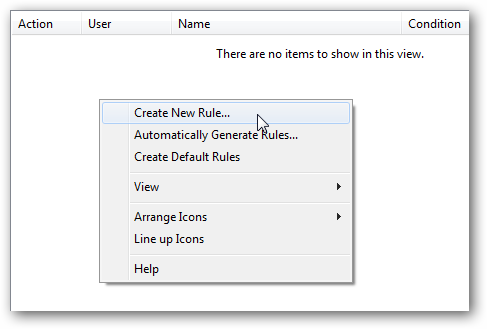 Action User Name Condition
There are no items to show in this view.
Create New Rule...
Automatically Generate Rules...
Create Default Rules
View
Arrange Icons
Line up Icons
Help